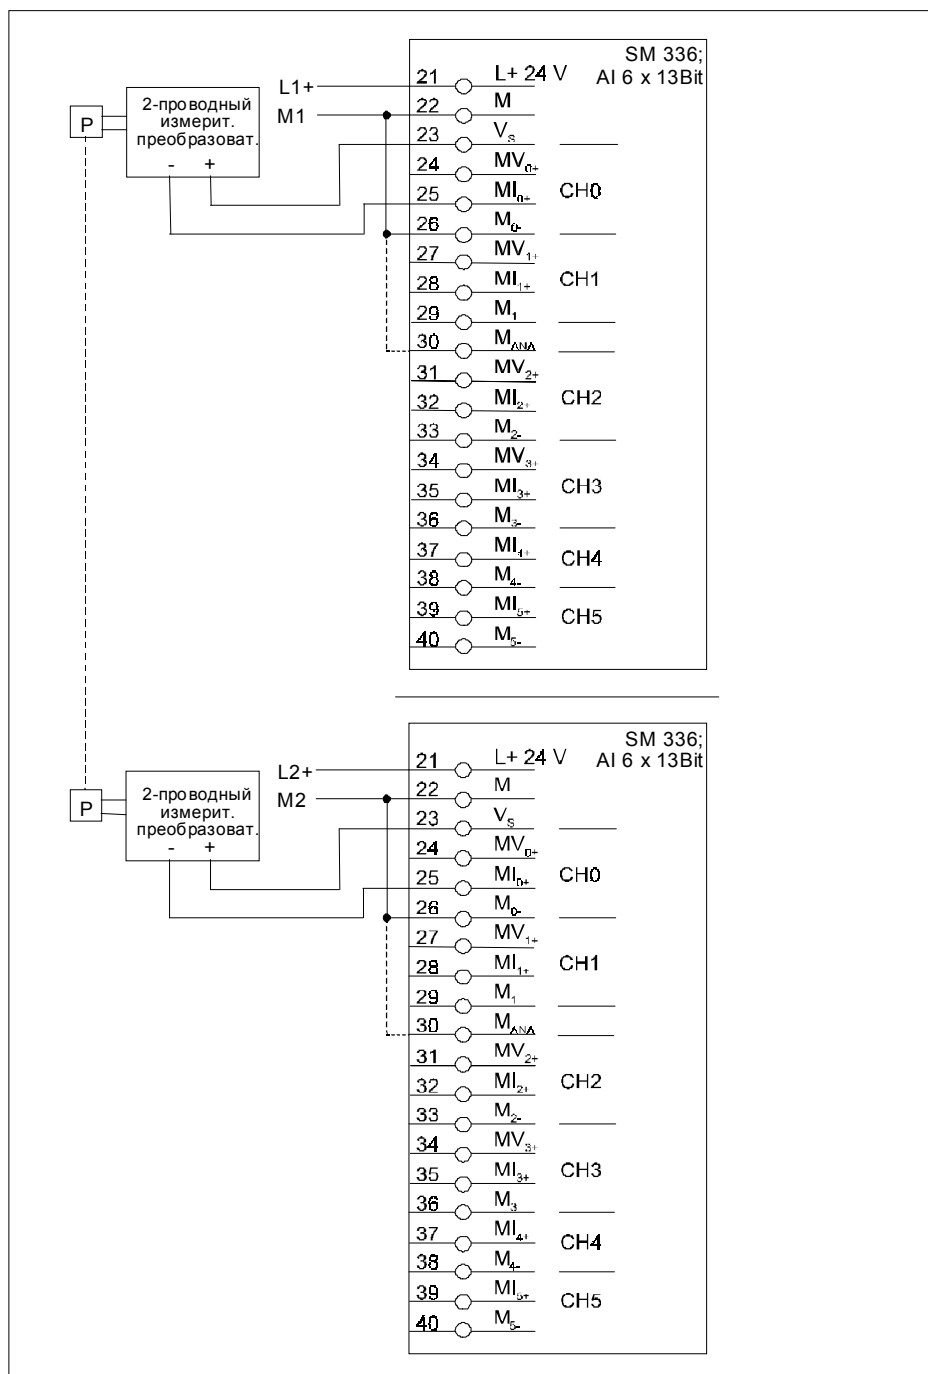 SM 336;
AI 6 x 13Bit
21 L+ 24 V
L1+
22 M
M1
2-проводный
измерит.
преобразоват.
- +
P
23 Vs
24 MV0+
25 MI0+
CH0
26 M0-
27 MV1+
28 MI1+
CH1
29 M1
30 MANA
31 MV2+
32 MI2+
CH2
33 M2-
34 MV3+
35 MI3+
CH3
36 M3-
37 MI4+
CH4
38 M4-
39 MI5+
CH5
40 M5-
SM 336;
AI 6 x 13Bit
21 L+ 24 V
L2+
22 M
M2
2-проводный
измерит.
преобразоват.
- +
P
23 Vs
24 MV0+
25 MI0+
CH0
26 M0-
27 MV1+
28 MI1+
CH1
29 M1
30 MANA
31 MV2+
32 MI2+
CH2
33 M2-
34 MV3+
35 MI3+
CH3
36 M3
37 MI4+
CH4
38 M4-
39 MI5+
CH5
40 M5-